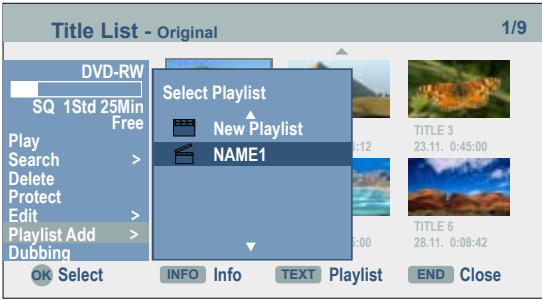 Title List - Original 1/9
DVD-RW
SQ 1Std 25Min
Free
Play
Search >
Delete
Protect
Edit >
Playlist Add >
Dubbing
Select Playlist
New Playlist
NAME1
:12
TITLE 3
23.11. 0:45:00
5:00
TITLE 6
28.11. 0:08:42
OK Select INFO Info TEXT Playlist END Close